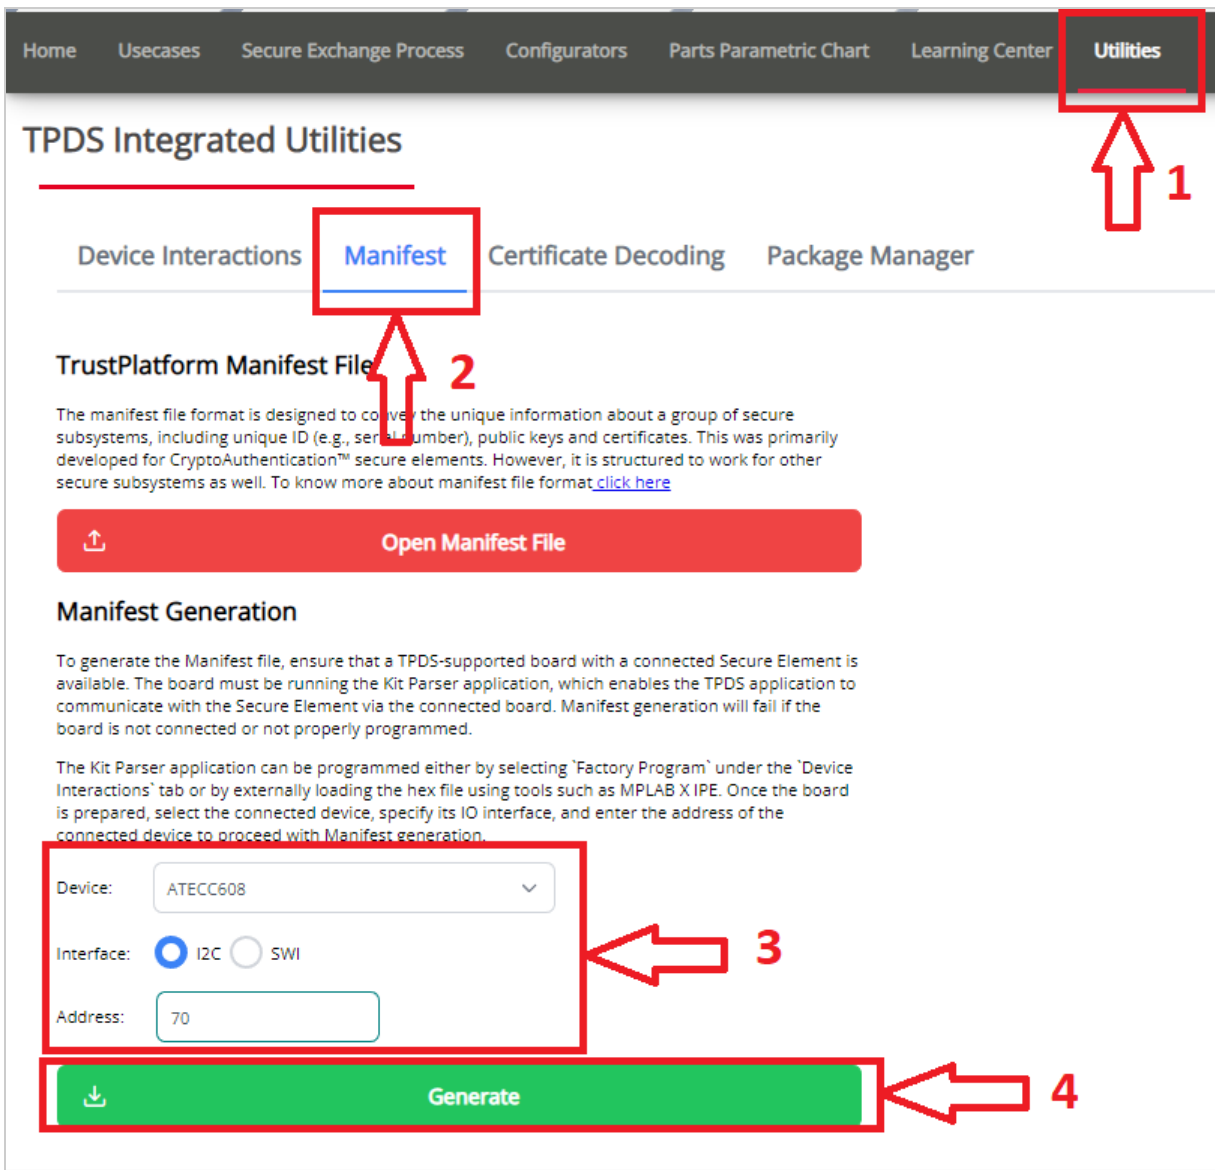 Home Usecases Secure Exchange Process Configurators Parts Parametric Chart Learning Center Utilities
1
TPDS Integrated Utilities
Device Interactions Manifest Certificate Decoding Package Manager
2
TrustPlatform Manifest File
The manifest file format is designed to convey the unique information about a group of secure
subsystems, including unique ID (e.g., serial number), public keys and certificates. This was primarily
developed for CryptoAuthentication™ secure elements. However, it is structured to work for other
secure subsystems as well. To know more about manifest file format click here
Open Manifest File
Manifest Generation
To generate the Manifest file, ensure that a TPDS-supported board with a connected Secure Element is
available. The board must be running the Kit Parser application, which enables the TPDS application to
communicate with the Secure Element via the connected board. Manifest generation will fail if the
board is not connected or not properly programmed.
The Kit Parser application can be programmed either by selecting `Factory Program` under the `Device
Interactions` tab or by externally loading the hex file using tools such as MPLAB X IPE. Once the board
is prepared, select the connected device, specify its IO interface, and enter the address of the
connected device to proceed with Manifest generation.
Device: ATECC608
Interface: I2C SWI
3
Address: 70
Generate
4